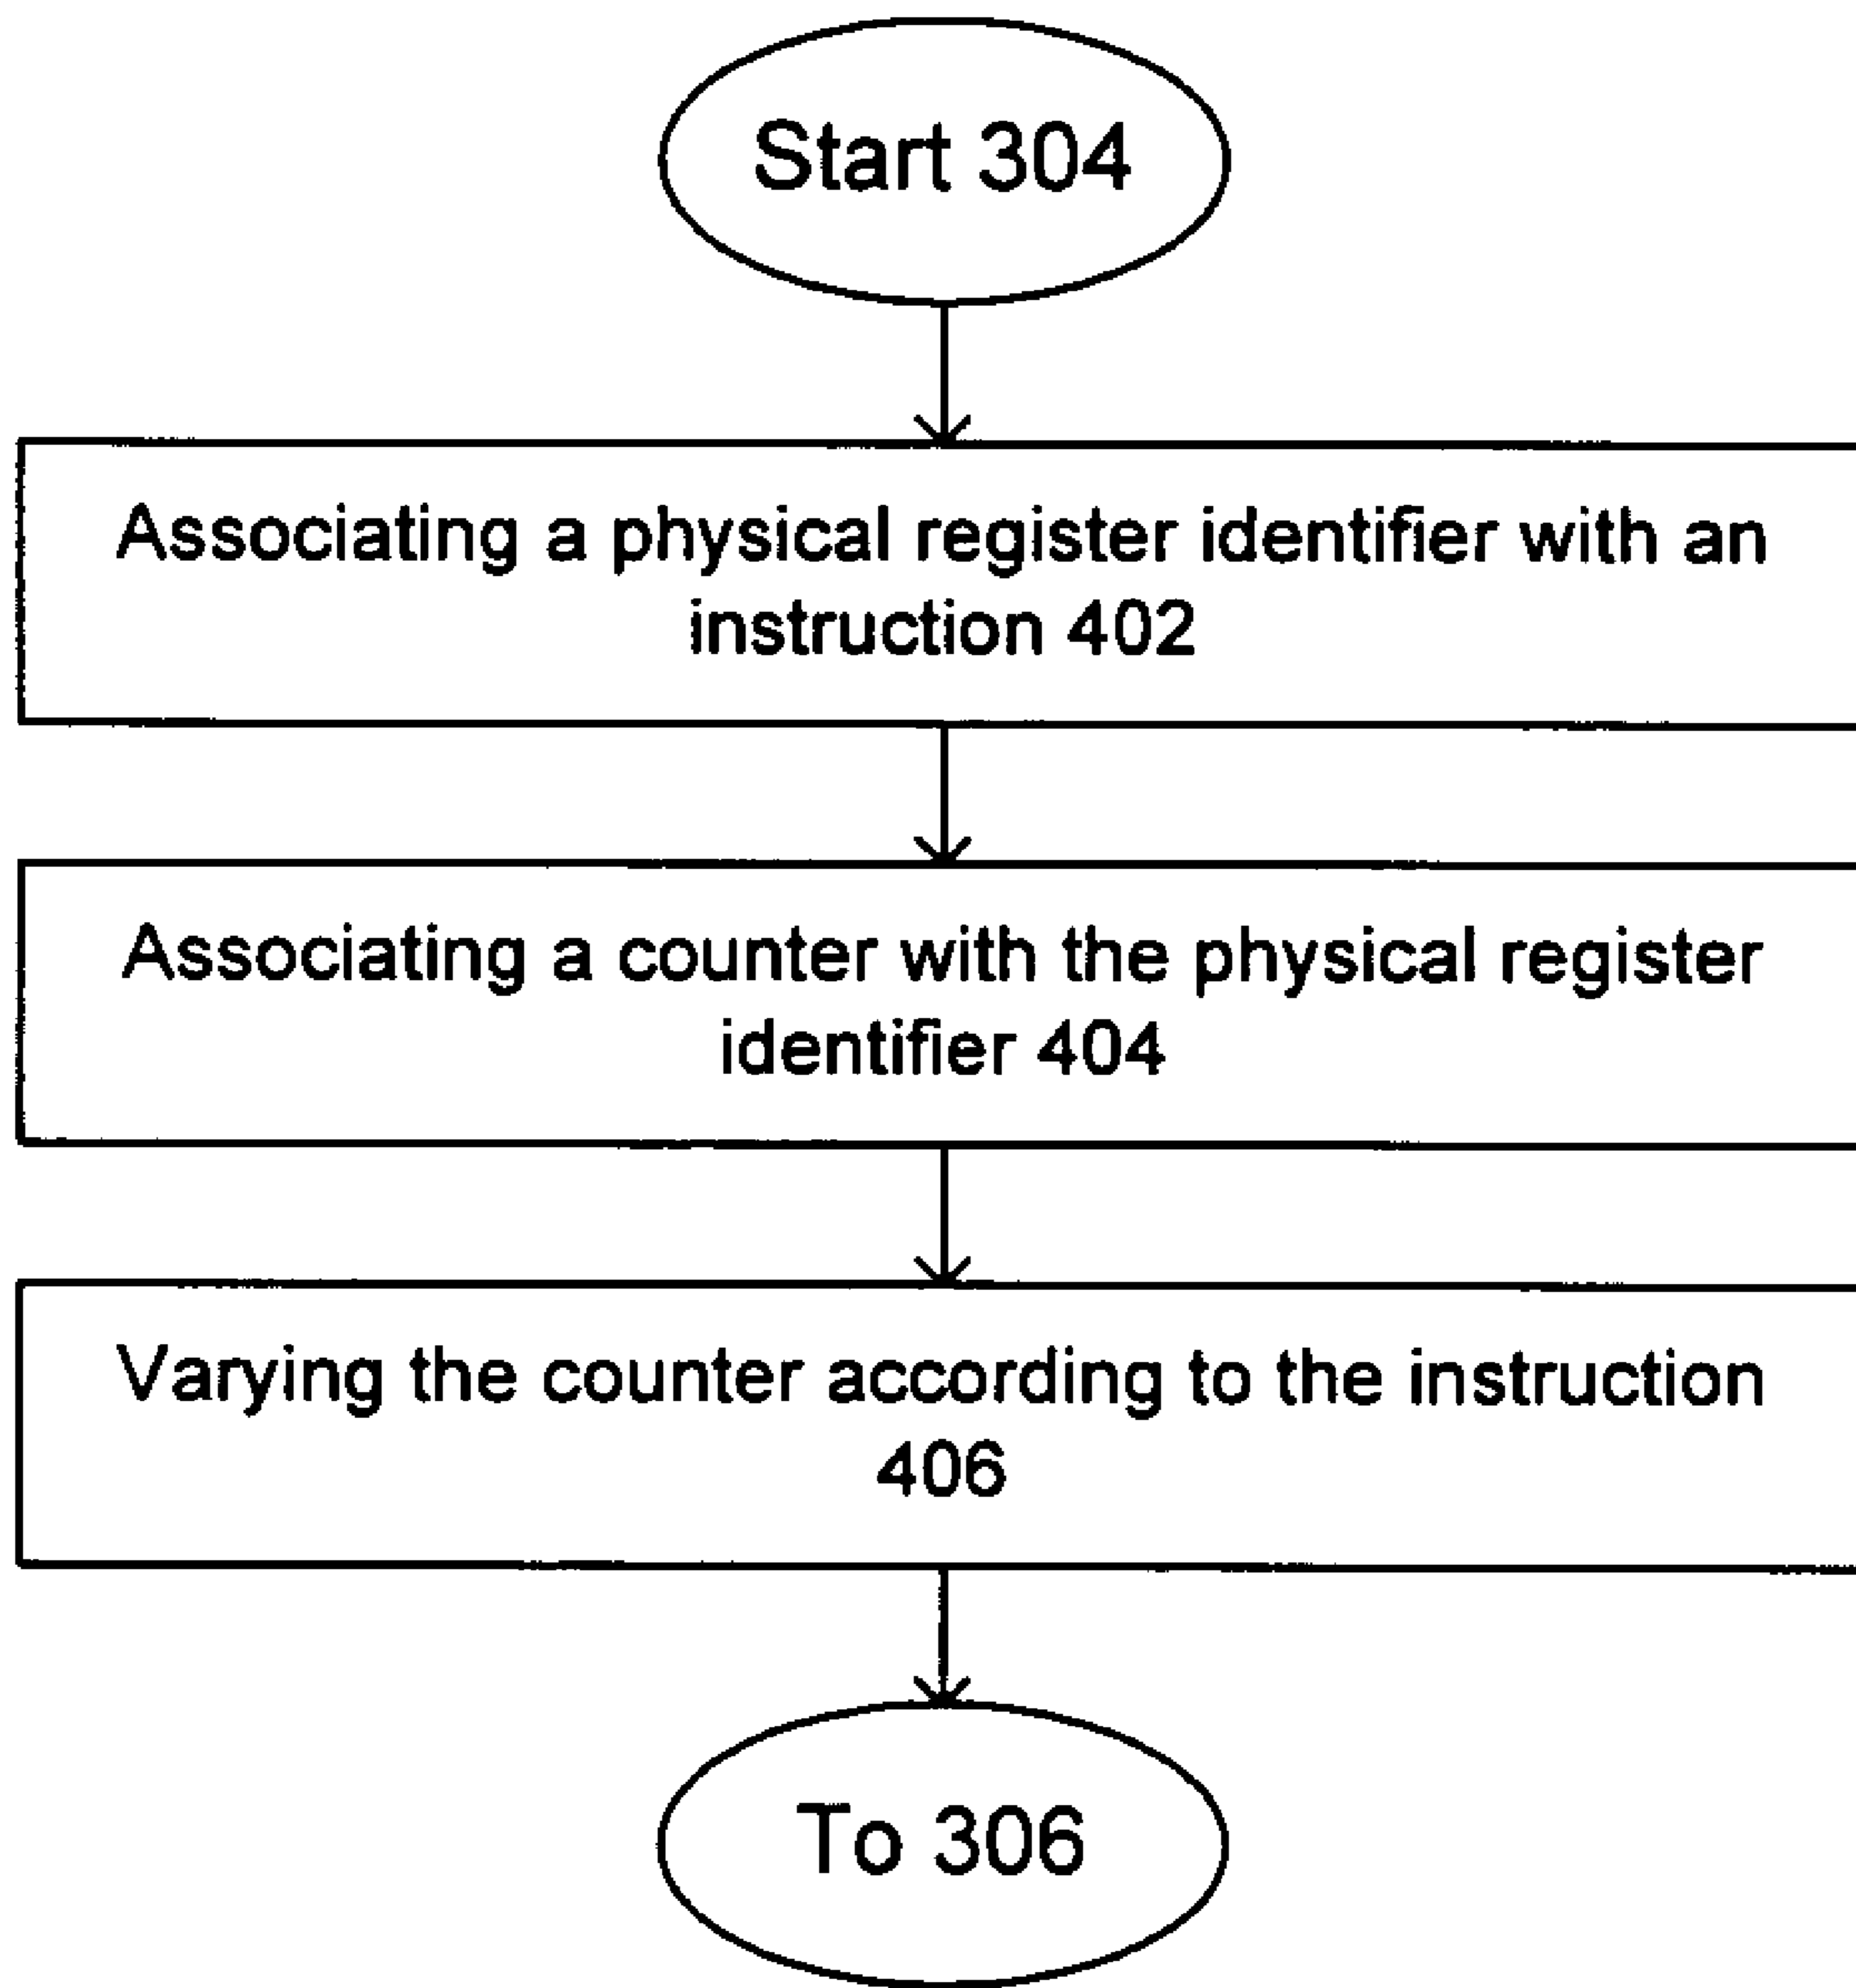 Start 304
Associating a physical register identifier with an
instruction 402
Associating a counter with the physical register
identifier 404
Varying the counter according to the instruction
406
To 306